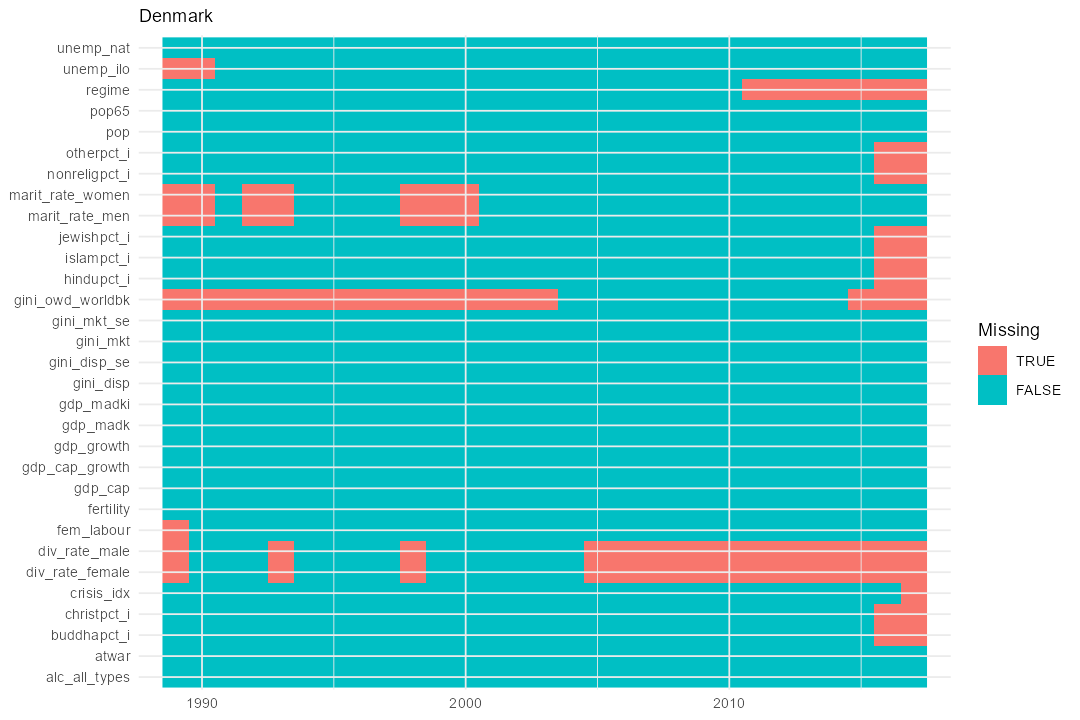 Denmark
unemp_nat
unemp_ilo
regime
pop65
pop
otherpct_i
nonreligpct_i
marit_rate_women
marit_rate_men
jewishpct_i
islampct_i
hindupct_i
gini_owd_worldbk
gini_mkt_se
gini_mkt
gini_disp_se
gini_disp
gdp_madki
gdp_madk
gdp_growth
gdp_cap_growth
gdp_cap
fertility
fem_labour
div_rate_male
div_rate_female
crisis_idx
christpct_i
buddhapct_i
atwar
alc_all_types
1990 2000 2010
Missing
TRUE
FALSE